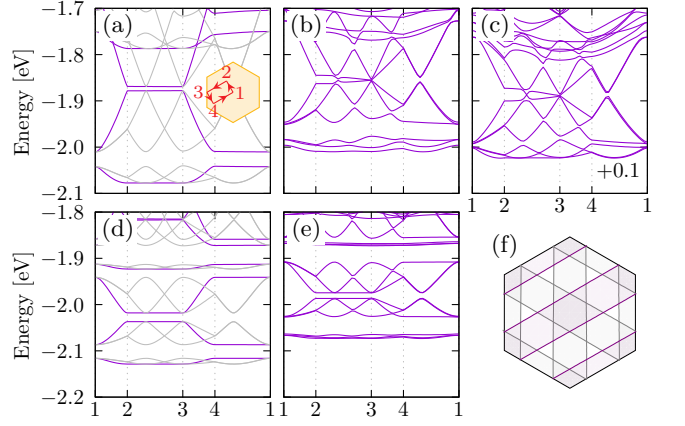 (a) (b) (c)
-1.7
-1.8
-1.9
-2.0
-2.1
Energy [eV]
2
3 1
4
+0.1
1 2 3 4 1
(d) (e) (f)
-1.8
-1.9
-2.0
-2.1
-2.2
Energy [eV]
1 2 3 4 1 2 3 4 1